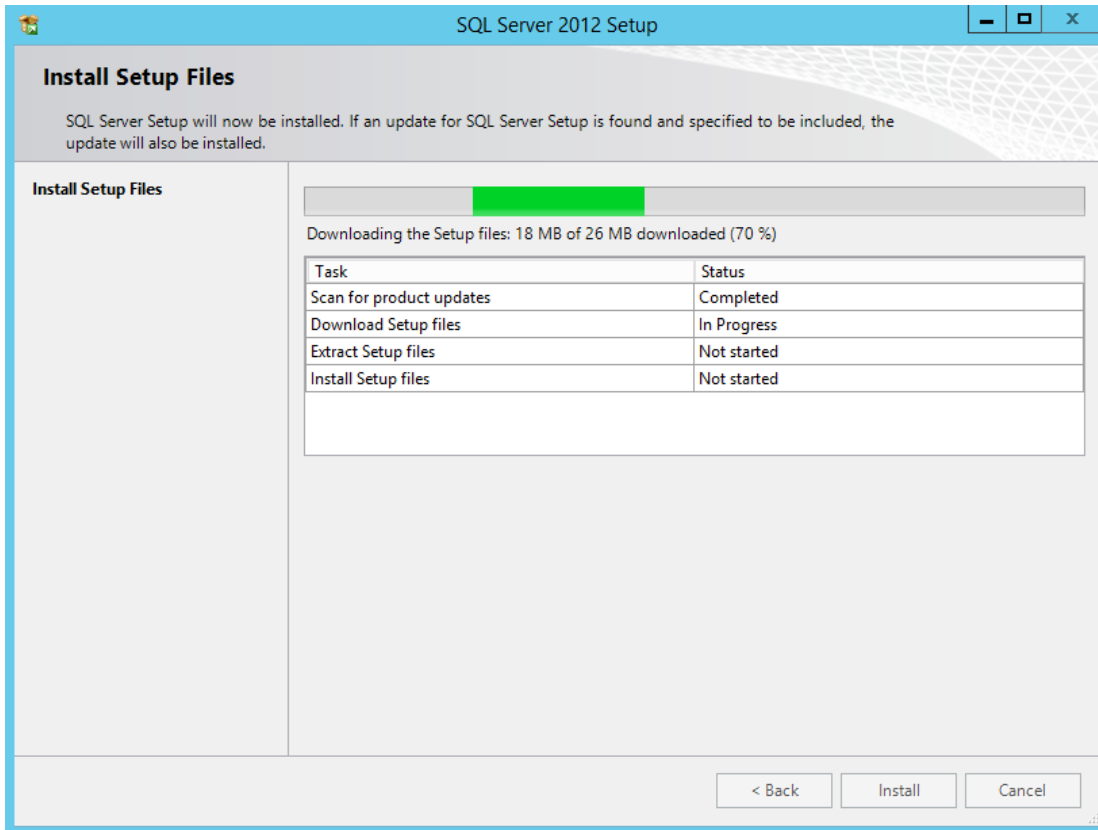 SQL Server 2012 Setup
Install Setup Files
SQL Server Setup will now be installed. If an update for SQL Server Setup is found and specified to be included, the
update will also be installed.
Install Setup Files
Downloading the Setup files: 18 MB of 26 MB downloaded (70 %)
Task Status
Scan for product updates Completed
Download Setup files In Progress
Extract Setup files Not started
Install Setup files Not started
< Back Install Cancel